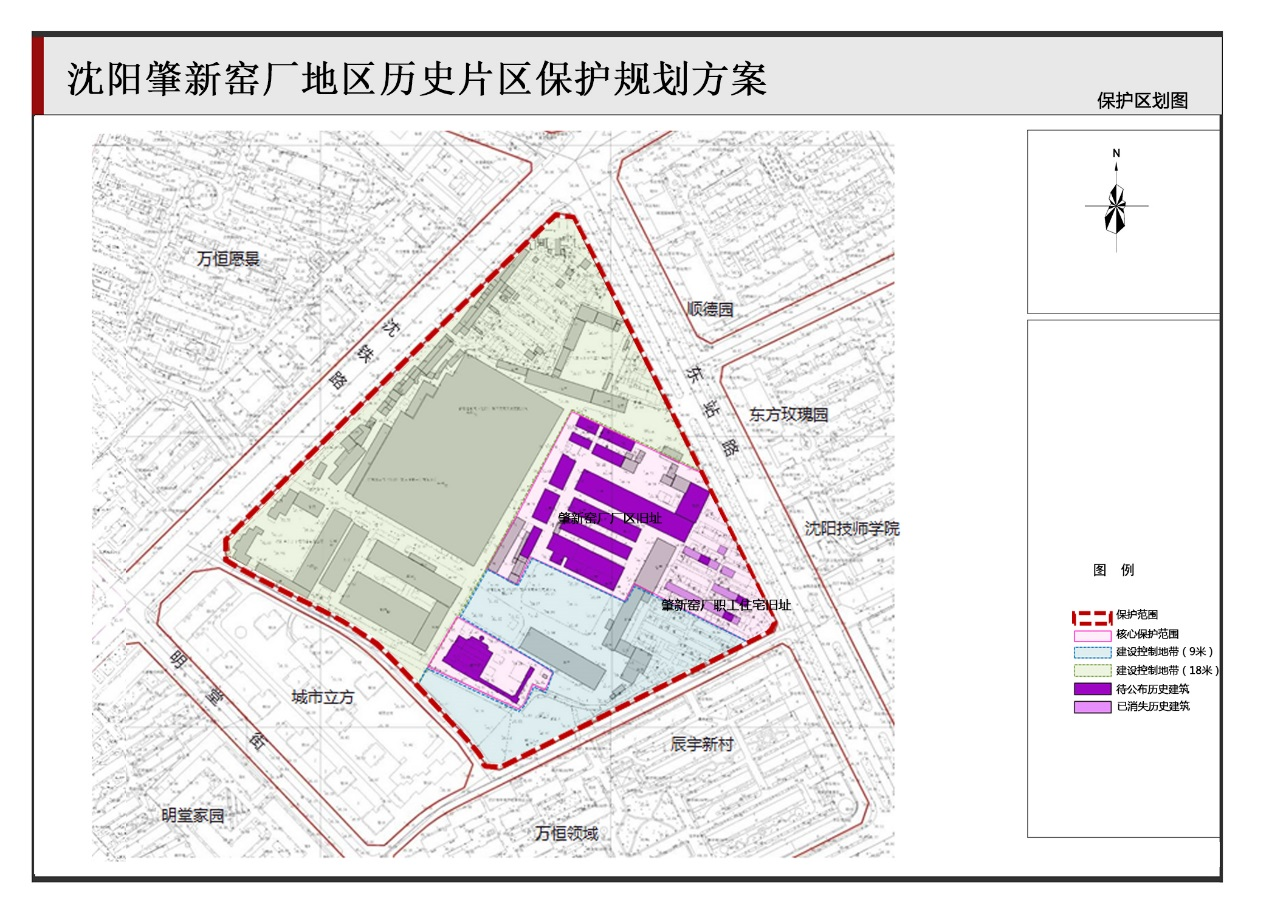 沈阳肇新窑厂地区历史片区保护规划方案
保护区划图
N
万恒愿景
沈铁路
顺德园
东站路
东方玫瑰园
肇新窑厂厂区旧址
沈阳技师学院
肇新窑厂职工住宅旧址
明堂街
城市立方
辰宇新村
明堂家园
万恒领域
图 例
保护范围
核心保护范围
建设控制地带（9米）
建设控制地带（18米）
待公布历史建筑
已消失历史建筑